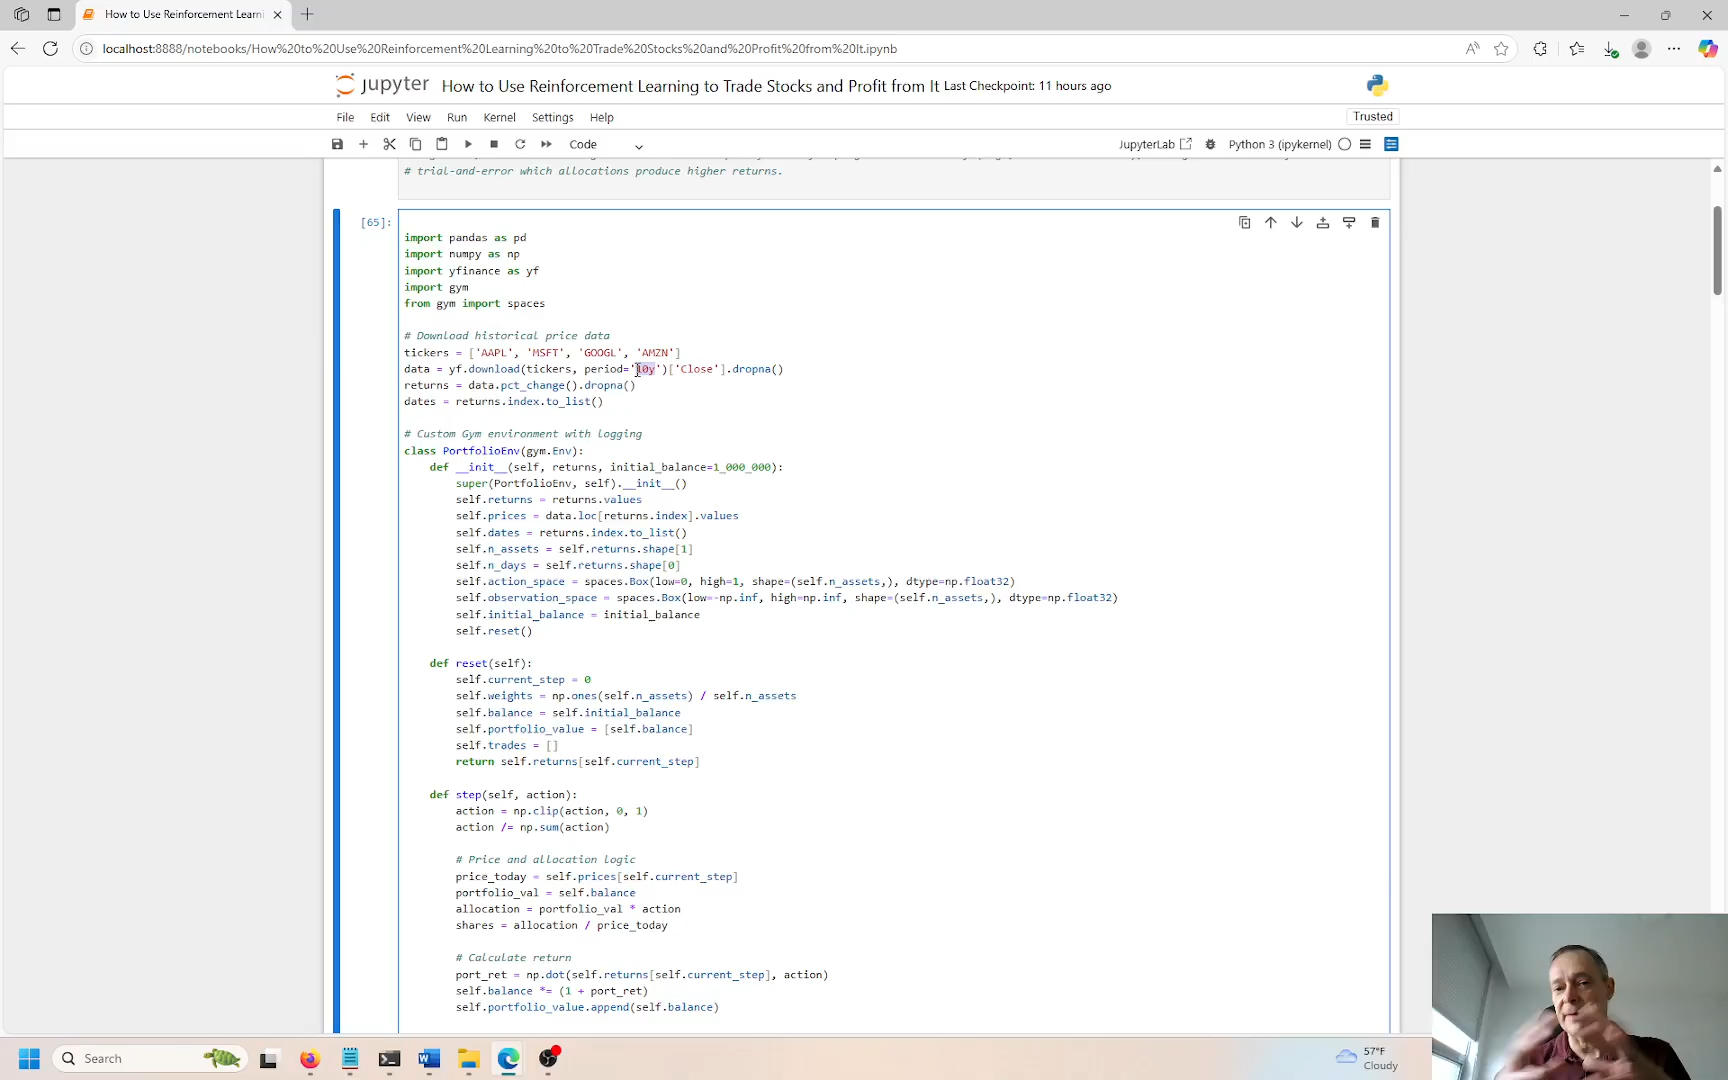 How to Use Reinforcement Learni
localhost:8888/notebooks/How%20to%20Use%20Reinforcement%20Learning%20to%20Trade%20Stocks%20and%20Profit%20from%20It.ipynb
jupyter How to Use Reinforcement Learning to Trade Stocks and Profit from It Last Checkpoint: 11 hours ago
File Edit View Run Kernel Settings Help Trusted
Code JupyterLab Python 3 (ipykernel)
# trial-and-error which allocations produce higher returns.
[65]:
import pandas as pd
import numpy as np
import yfinance as yf
import gym
from gym import spaces
# Download historical price data
tickers = ['AAPL', 'MSFT', 'GOOGL', 'AMZN']
data = yf.download(tickers, period='10y')['Close'].dropna()
returns = data.pct_change().dropna()
dates = returns.index.to_list()
# Custom Gym environment with logging
class PortfolioEnv(gym.Env):
def __init__(self, returns, initial_balance=1_000_000):
super(PortfolioEnv, self).__init__()
self.returns = returns.values
self.prices = data.loc[returns.index].values
self.dates = returns.index.to_list()
self.n_assets = self.returns.shape[1]
self.n_days = self.returns.shape[0]
self.action_space = spaces.Box(low=0, high=1, shape=(self.n_assets,), dtype=np.float32)
self.observation_space = spaces.Box(low=-np.inf, high=np.inf, shape=(self.n_assets,), dtype=np.float32)
self.initial_balance = initial_balance
self.reset()
def reset(self):
self.current_step = 0
self.weights = np.ones(self.n_assets) / self.n_assets
self.balance = self.initial_balance
self.portfolio_value = [self.balance]
self.trades = []
return self.returns[self.current_step]
def step(self, action):
action = np.clip(action, 0, 1)
action /= np.sum(action)
# Price and allocation logic
price_today = self.prices[self.current_step]
portfolio_val = self.balance
allocation = portfolio_val * action
shares = allocation / price_today
# Calculate return
port_ret = np.dot(self.returns[self.current_step], action)
self.balance *= (1 + port_ret)
self.portfolio_value.append(self.balance)
Search
57°F
Cloudy